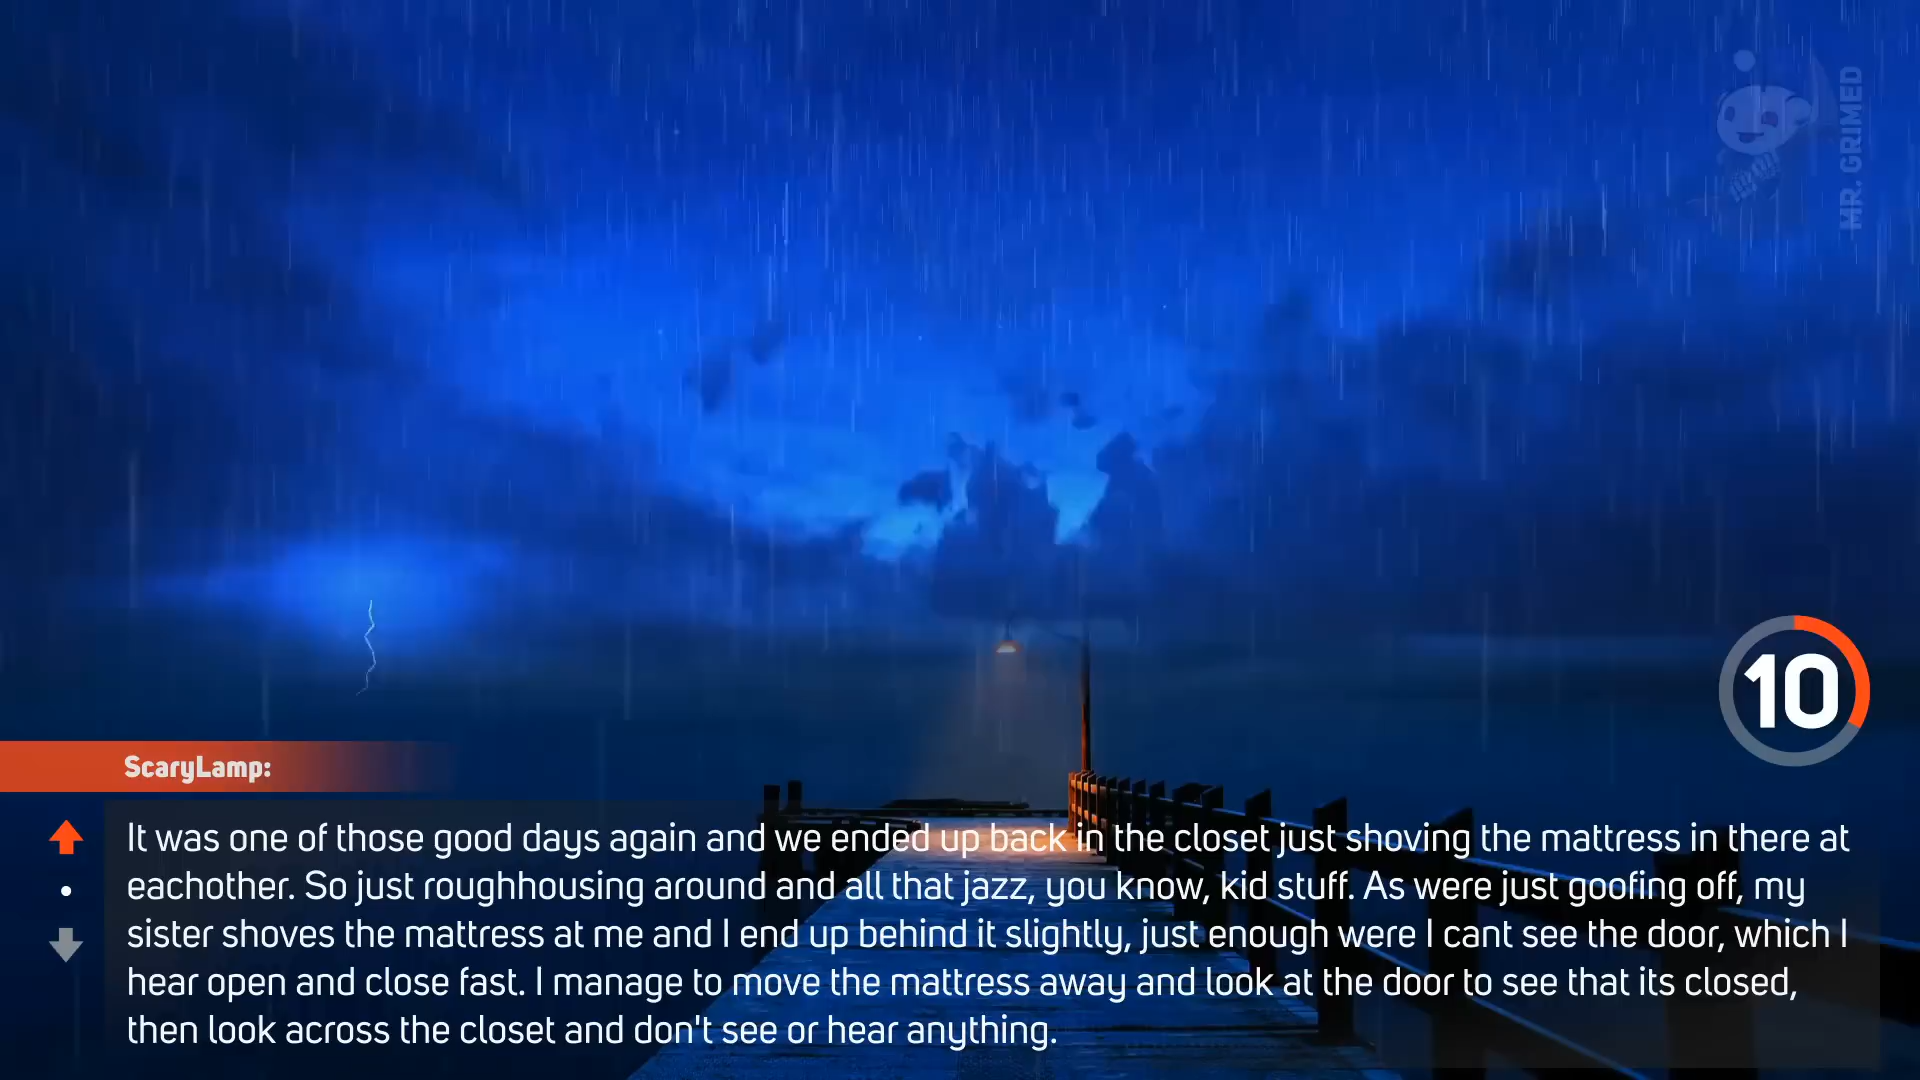 MR. GRIMED
10
ScaryLamp:
It was one of those good days again and we ended up back in the closet just shoving the mattress in there at
eachother. So just roughhousing around and all that jazz, you know, kid stuff. As were just goofing off, my
sister shoves the mattress at me and I end up behind it slightly, just enough were I cant see the door, which I
hear open and close fast. I manage to move the mattress away and look at the door to see that its closed,
then look across the closet and don't see or hear anything.